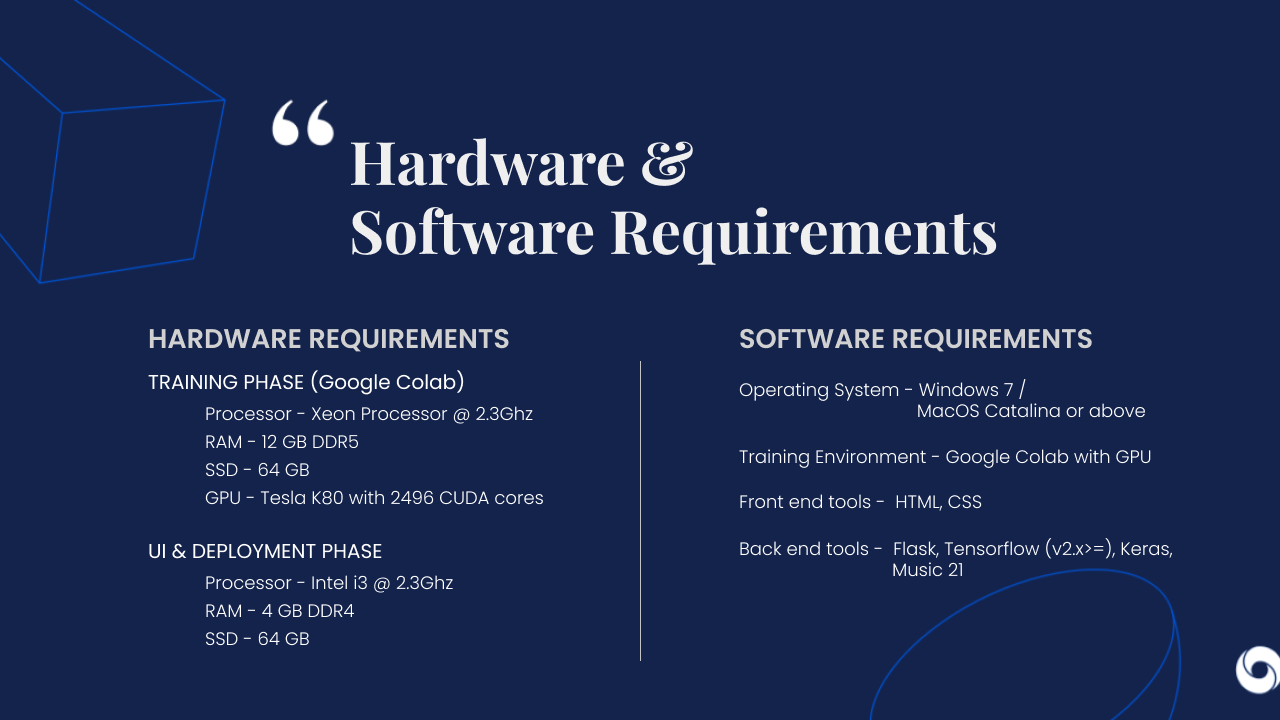 “
Hardware &
Software Requirements
HARDWARE REQUIREMENTS
TRAINING PHASE (Google Colab)
Processor - Xeon Processor @ 2.3Ghz
RAM - 12 GB DDR5
SSD - 64 GB
GPU - Tesla K80 with 2496 CUDA cores
UI & DEPLOYMENT PHASE
Processor - Intel i3 @ 2.3Ghz
RAM - 4 GB DDR4
SSD - 64 GB
SOFTWARE REQUIREMENTS
Operating System - Windows 7 /
MacOS Catalina or above
Training Environment - Google Colab with GPU
Front end tools - HTML, CSS
Back end tools - Flask, Tensorflow (v2.x>=), Keras,
Music 21